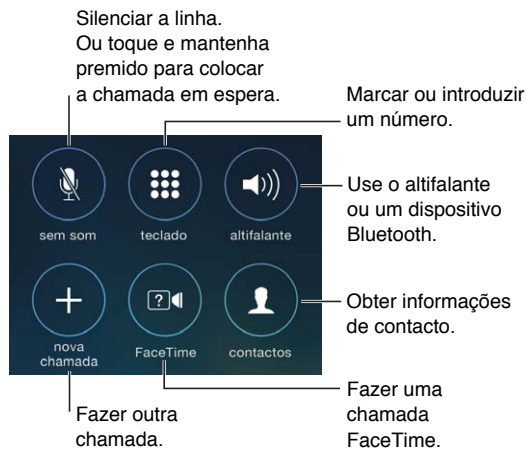 Silenciar a linha.
Ou toque e mantenha
premido para colocar
a chamada em espera.
Marcar ou introduzir
um número.
sem som
teclado
altifalante
Use o altifalante
ou um dispositivo
Bluetooth.
?
nova
chamada
FaceTime
contactos
Obter informações
de contacto.
Fazer outra
chamada.
Fazer uma
chamada
FaceTime.